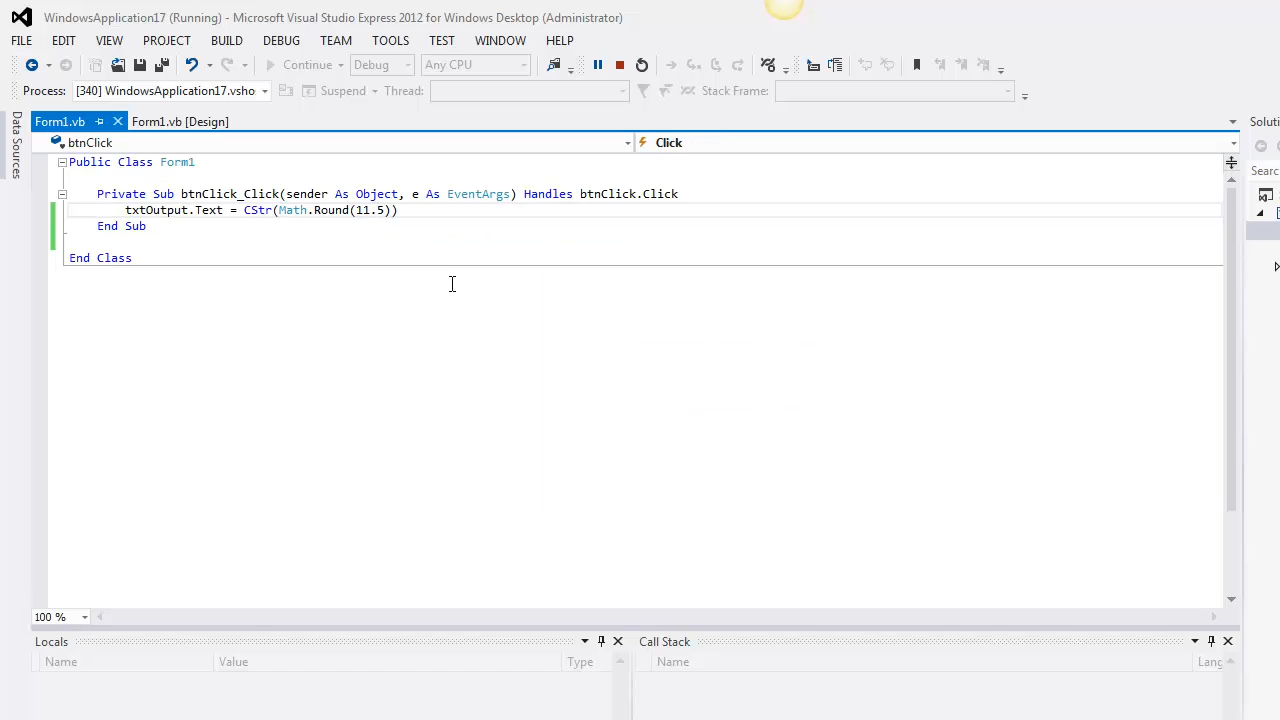 WindowsApplication17 (Running) - Microsoft Visual Studio Express 2012 for Windows Desktop (Administrator)
FILE EDIT VIEW PROJECT BUILD DEBUG TEAM TOOLS TEST WINDOW HELP
Continue Debug Any CPU
Process: [340] WindowsApplication17.vsho Suspend Thread: Stack Frame:
Data Sources
Form1.vb Form1.vb [Design] Soluti
btnClick Click
Public Class Form1
Searc
Private Sub btnClick_Click(sender As Object, e As EventArgs) Handles btnClick.Click
txtOutput.Text = CStr(Math.Round(11.5))
End Sub
End Class
100 %
Locals Call Stack
Name Value Type Name Lang